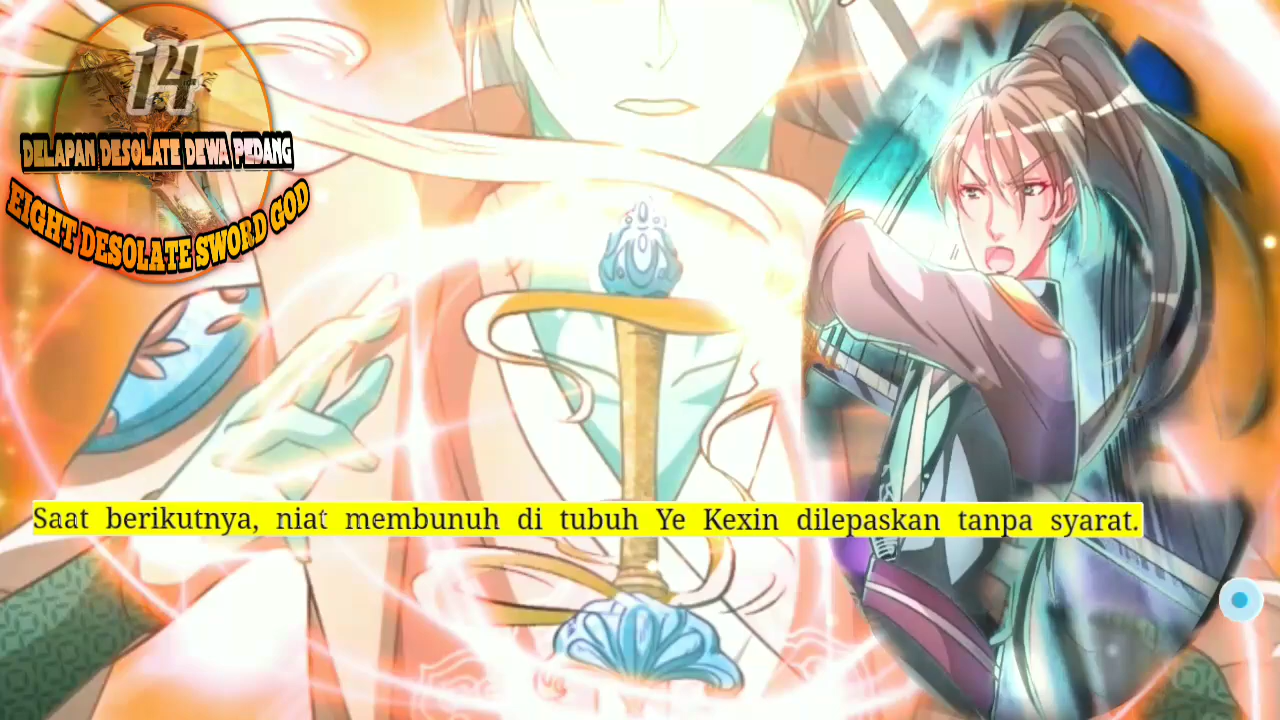 14
DELAPAN DESOLATE DEWA PEDANG
EIGHT DESOLATE SWORD GOD
Saat berikutnya, niat membunuh di tubuh Ye Kexin dilepaskan tanpa syarat.